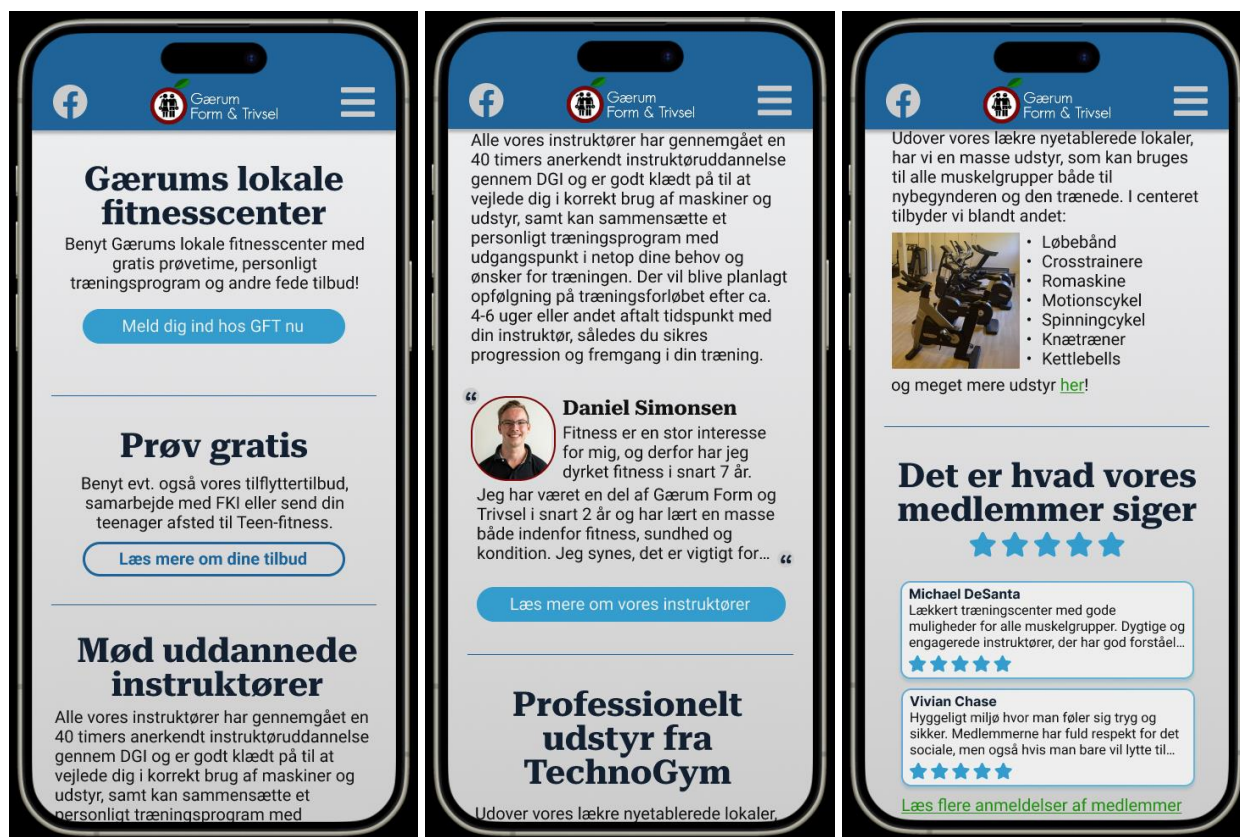 Gærum
Form & Trivsel
Gærums lokale
fitnesscenter
Benyt Gærums lokale fitnesscenter med
gratis prøvetime, personligt
træningsprogram og andre fede tilbud!
Meld dig ind hos GFT nu
Prøv gratis
Benyt evt. også vores tilflyttertilbud,
samarbejde med FKI eller send din
teenager afsted til Teen-fitness.
Læs mere om dine tilbud
Mød uddannede
instruktører
Alle vores instruktører har gennemgået en
40 timers anerkendt instruktøruddannelse
gennem DGI og er godt klædt på til at
vejlede dig i korrekt brug af maskiner og
udstyr, samt kan sammensætte et
personligt træningsprogram med
Gærum
Form & Trivsel
Alle vores instruktører har gennemgået en
40 timers anerkendt instruktøruddannelse
gennem DGI og er godt klædt på til at
vejlede dig i korrekt brug af maskiner og
udstyr, samt kan sammensætte et
personligt træningsprogram med
udgangspunkt i netop dine behov og
ønsker for træningen. Der vil blive planlagt
opfølgning på træningsforløbet efter ca.
4-6 uger eller andet aftalt tidspunkt med
din instruktør, således du sikres
progression og fremgang i din træning.
“
Daniel Simonsen
Fitness er en stor interesse
for mig, og derfor har jeg
dyrket fitness i snart 7 år.
Jeg har været en del af Gærum Form og
Trivsel i snart 2 år og har lært en masse
både indenfor fitness, sundhed og
kondition. Jeg synes, det er vigtigt for... “
Læs mere om vores instruktører
Professionelt
udstyr fra
TechnoGym
Udover vores lækre nyetablerede lokaler,
Gærum
Form & Trivsel
Udover vores lækre nyetablerede lokaler,
har vi en masse udstyr, som kan bruges
til alle muskelgrupper både til
nybegynderen og den trænede. I centeret
tilbyder vi blandt andet:
• Løbebånd
• Crosstrainere
• Romaskine
• Motionscykel
• Spinningcykel
• Knætræner
• Kettlebells
og meget mere udstyr her!
Det er hvad vores
medlemmer siger
Michael DeSanta
Lækkert træningscenter med gode
muligheder for alle muskelgrupper. Dygtige og
engagerede instruktører, der har god forståel...
Vivian Chase
Hyggeligt miljø hvor man føler sig tryg og
sikker. Medlemmerne har fuld respekt for det
sociale, men også hvis man bare vil lytte til...
Læs flere anmeldelser af medlemmer